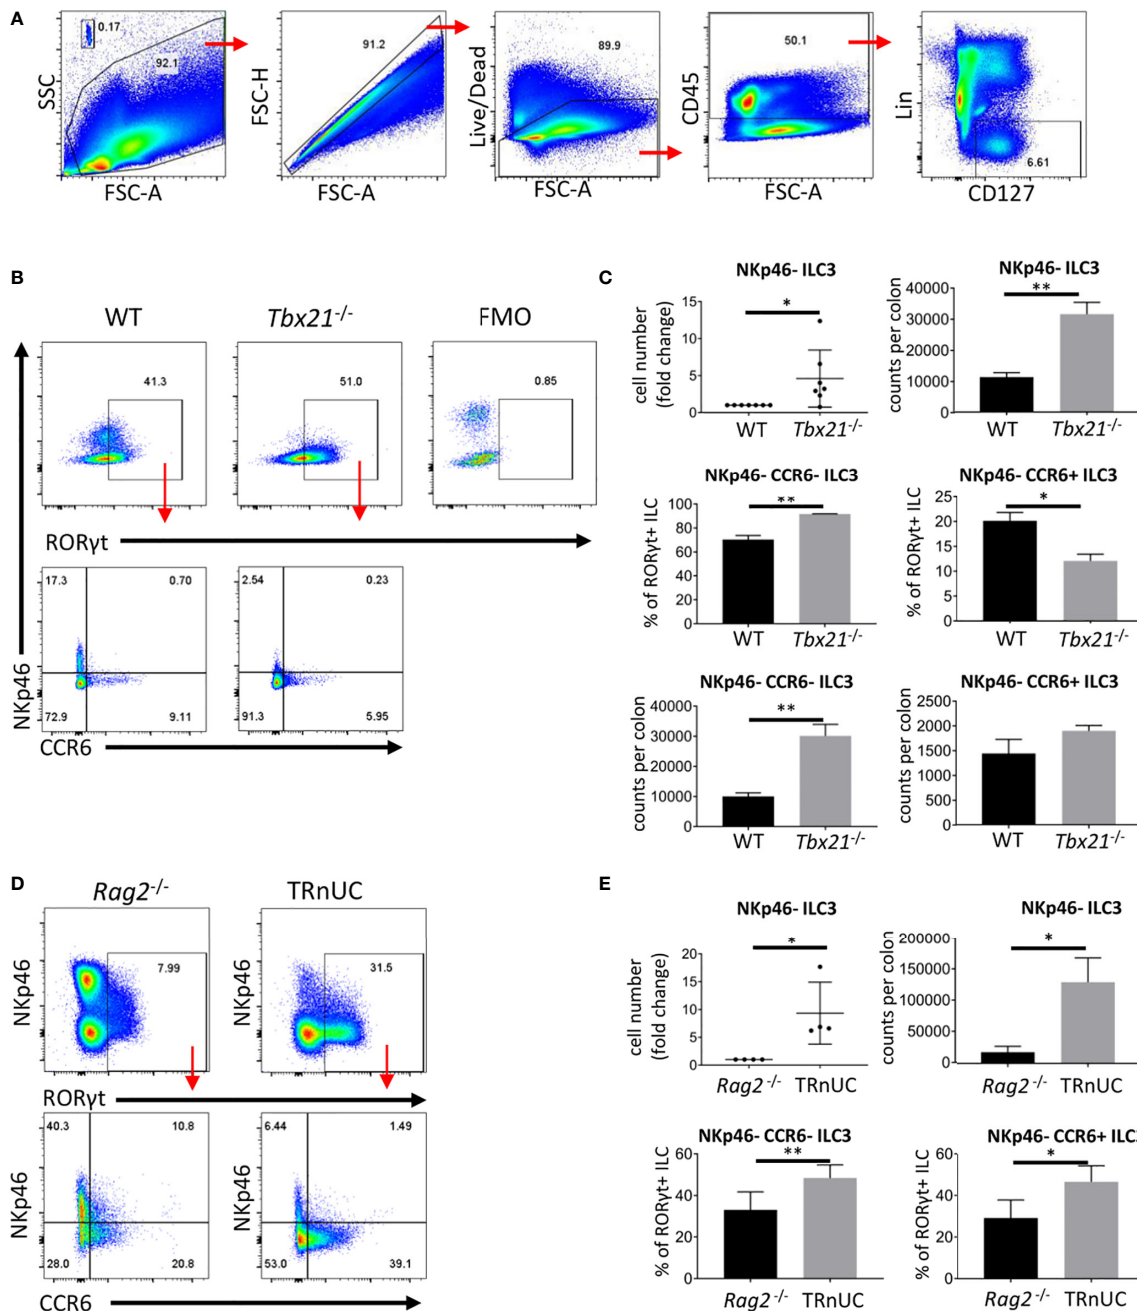 A
0.17
92.1
SSC
FSC-A
91.2
FSC-H
FSC-A
89.9
Live/Dead
FSC-A
50.1
CD45
FSC-A
Lin
6.61
CD127
B
WT
Tbx21-/-
FMO
41.3
51.0
0.85
RORγt
17.3
0.70
2.54
0.23
72.9
9.11
91.3
5.95
NKp46
CCR6
C
NKp46- ILC3
cell number
(fold change)
15
10
5
0
*
WT
Tbx21-/-
NKp46- ILC3
counts per colon
40000
30000
20000
10000
0
**
WT
Tbx21-/-
NKp46- CCR6- ILC3
% of RORγt+ ILC
100
80
60
40
20
0
**
WT
Tbx21-/-
NKp46- CCR6+ ILC3
% of RORγt+ ILC
20
15
10
5
0
*
WT
Tbx21-/-
NKp46- CCR6- ILC3
counts per colon
40000
30000
20000
10000
0
**
WT
Tbx21-/-
NKp46- CCR6+ ILC3
counts per colon
2500
2000
1500
1000
500
0
WT
Tbx21-/-
D
Rag2-/-
TRnUC
NKp46
7.99
NKp46
31.5
RORγt
NKp46
40.3
10.8
28.0
20.8
NKp46
6.44
1.49
53.0
39.1
CCR6
E
NKp46- ILC3
cell number
(fold change)
20
15
10
5
0
*
Rag2 -/-
TRnUC
NKp46- ILC3
counts per colon
200000
150000
100000
50000
0
*
Rag2-/-
TRnUC
NKp46- CCR6- ILC3
% of RORγt+ ILC
60
40
20
0
**
Rag2-/-
TRnUC
NKp46- CCR6+ ILC3
% of RORγt+ ILC
60
40
20
0
*
Rag2-/-
TRnUC